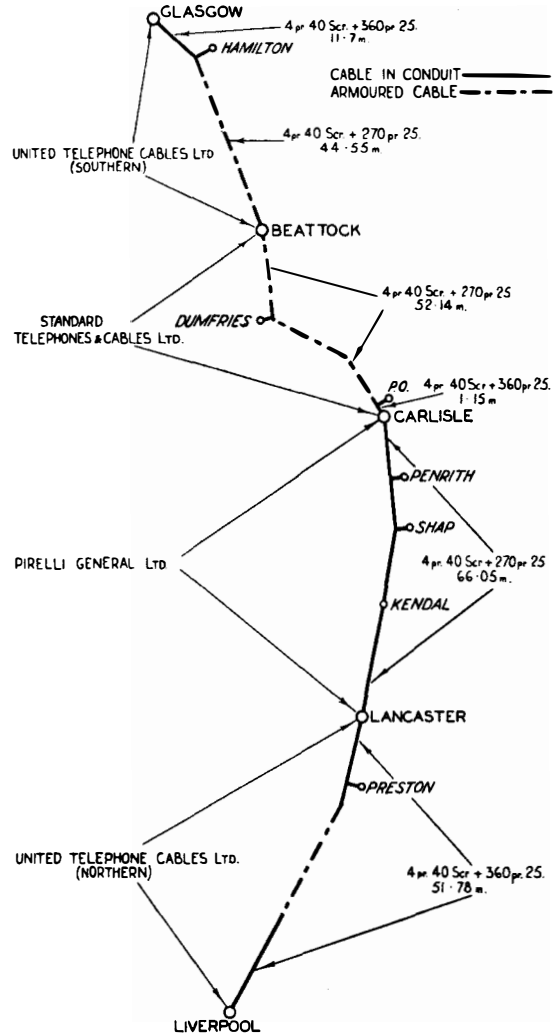 GLASGOW
4 pr 40 Scr. + 360 pr 25.
11·7 m.
HAMILTON
CABLE IN CONDUIT
ARMOURED CABLE
4 pr 40 Scr. + 270 pr 25.
44·55 m.
UNITED TELEPHONE CABLES LTD
(SOUTHERN)
BEATTOCK
4 pr 40 Scr. + 270 pr 25
52·14 m.
DUMFRIES
STANDARD
TELEPHONES & CABLES LTD.
P.O.
4 pr 40 Scr + 360 pr 25.
1·15 m
CARLISLE
PENRITH
SHAP
PIRELLI GENERAL LTD
4 pr. 40 Scr + 270 pr 25
66·05 m.
KENDAL
LANCASTER
PRESTON
UNITED TELEPHONE CABLES LTD.
(NORTHERN)
4 pr. 40 Scr + 360 pr. 25.
51·78 m.
LIVERPOOL